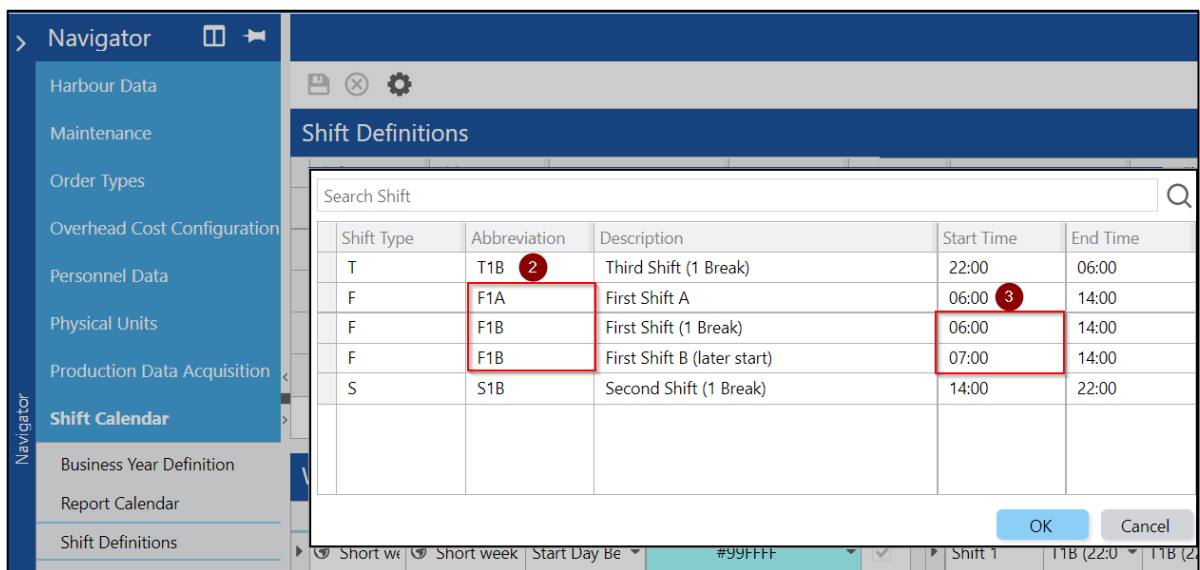 Navigator
Harbour Data
Maintenance
Order Types
Overhead Cost Configuration
Personnel Data
Physical Units
Production Data Acquisition
Shift Calendar
Business Year Definition
Report Calendar
Shift Definitions
Navigator
Shift Definitions
Search Shift
Shift Type Abbreviation Description Start Time End Time
T T1B 2 Third Shift (1 Break) 22:00 06:00
F F1A First Shift A 06:00 3 14:00
F F1B First Shift (1 Break) 06:00 14:00
F F1B First Shift B (later start) 07:00 14:00
S S1B Second Shift (1 Break) 14:00 22:00
OK Cancel
Short we Short week Start Day Be #99FFFF Shift 1 T1B (22:0 T1B (2